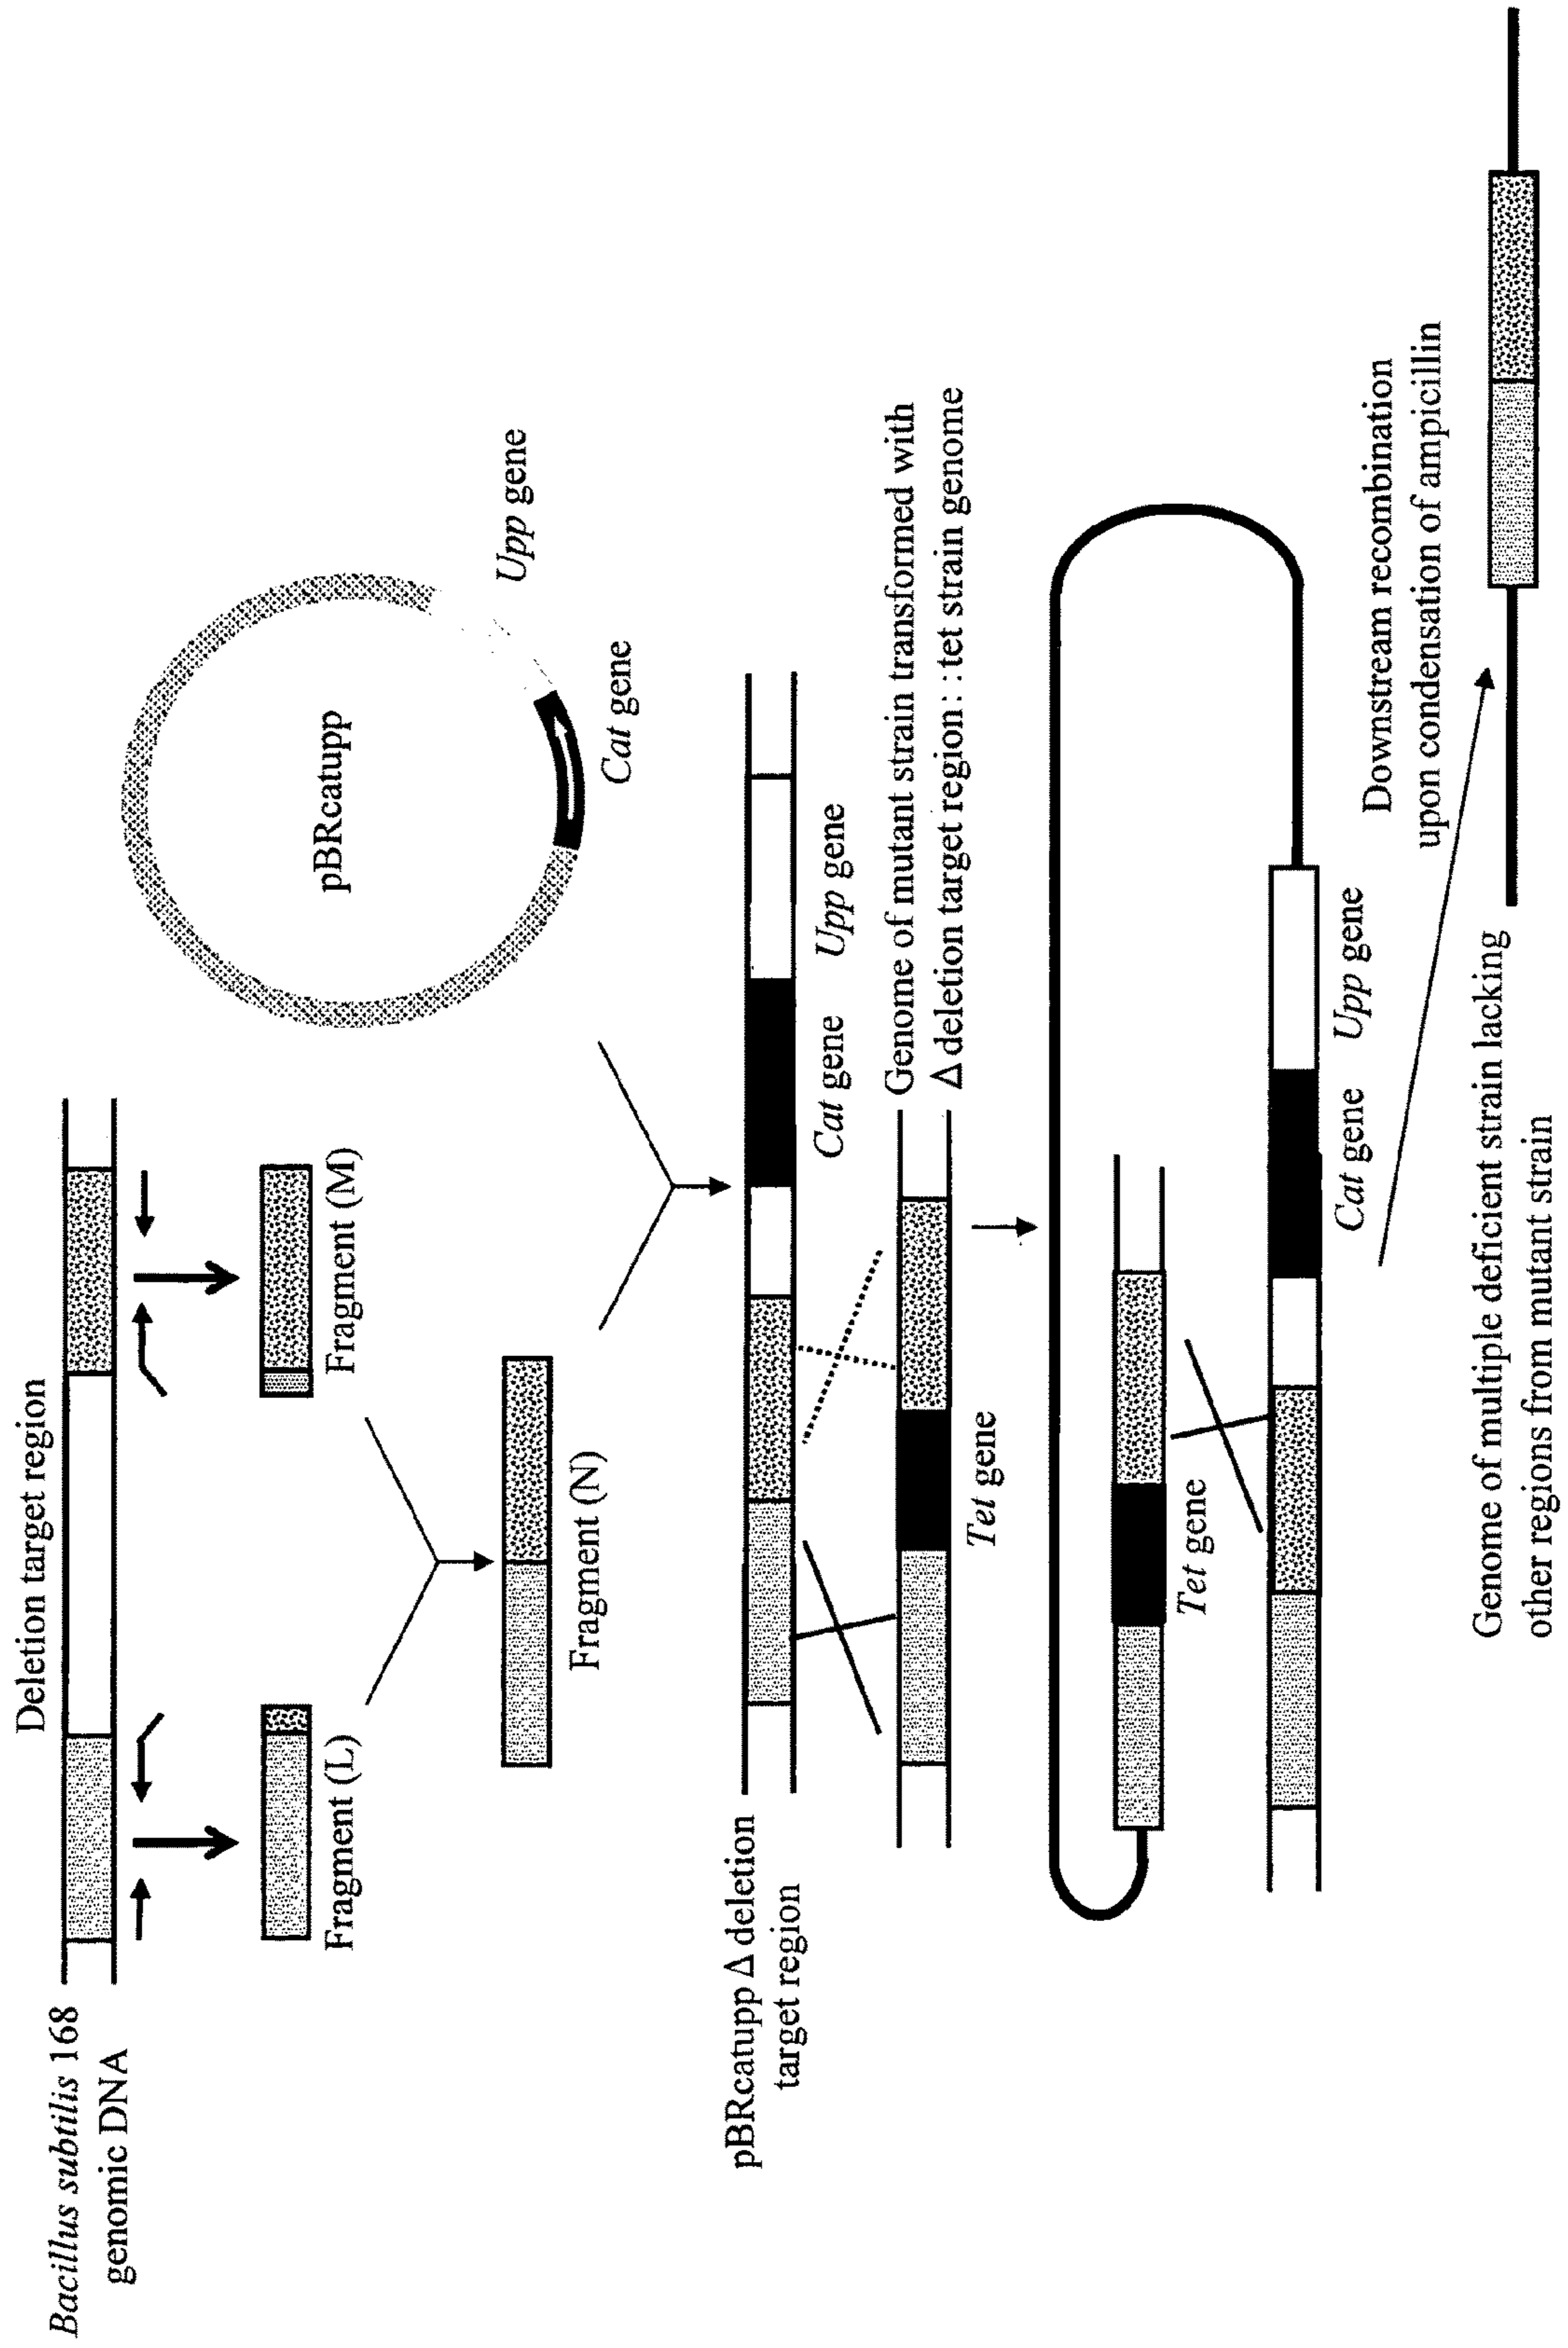 Bacillus subtilis 168
genomic DNA
Deletion target region
Fragment (L)
Fragment (M)
Fragment (N)
pBRcatupp
Upp gene
Cat gene
pBRcatupp Δ deletion
target region
Cat gene
Upp gene
Genome of mutant strain transformed with
Δ deletion target region::tet strain genome
Tet gene
Tet gene
Cat gene
Upp gene
Downstream recombination
upon condensation of ampicillin
Genome of multiple deficient strain lacking
other regions from mutant strain